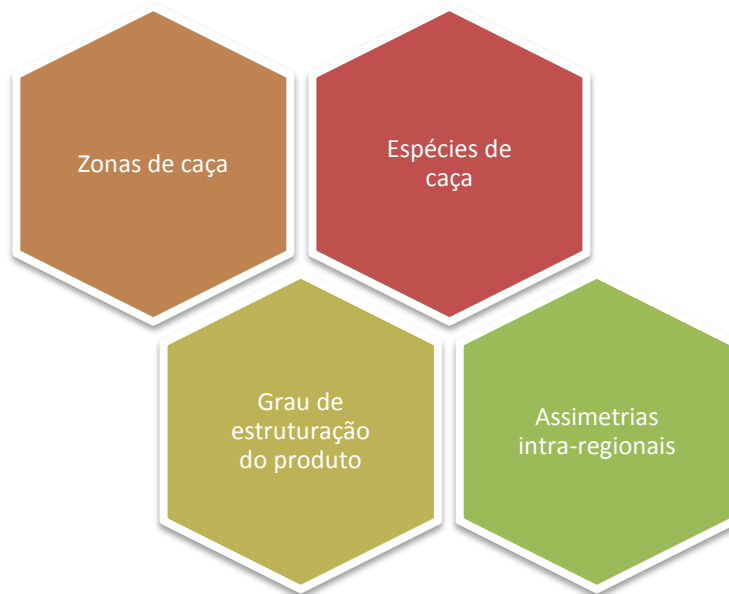 Zonas de caça
Espécies de
caça
Grau de
estruturação
do produto
Assimetrias
intra-regionais